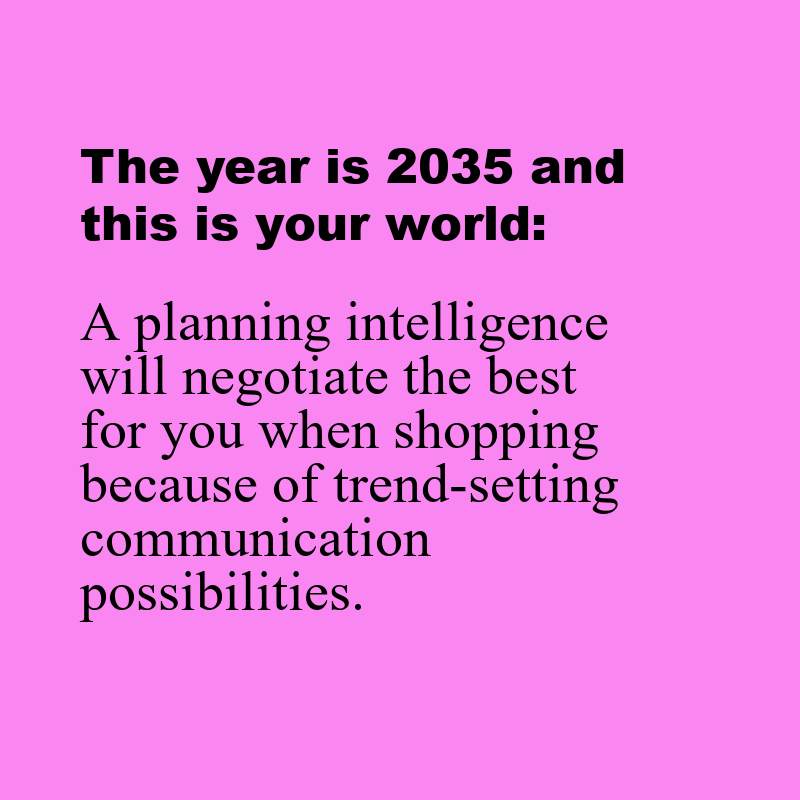 The year is 2035 and
this is your world:
A planning intelligence
will negotiate the best
for you when shopping
because of trend-setting
communication
possibilities.